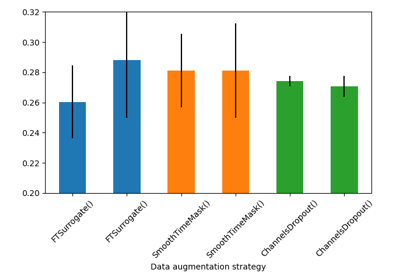 0.32
0.30
0.28
0.26
0.24
0.22
0.20
FTSurrogate()
FTSurrogate()
SmoothTimeMask()
SmoothTimeMask()
ChannelsDropout()
ChannelsDropout()
Data augmentation strategy